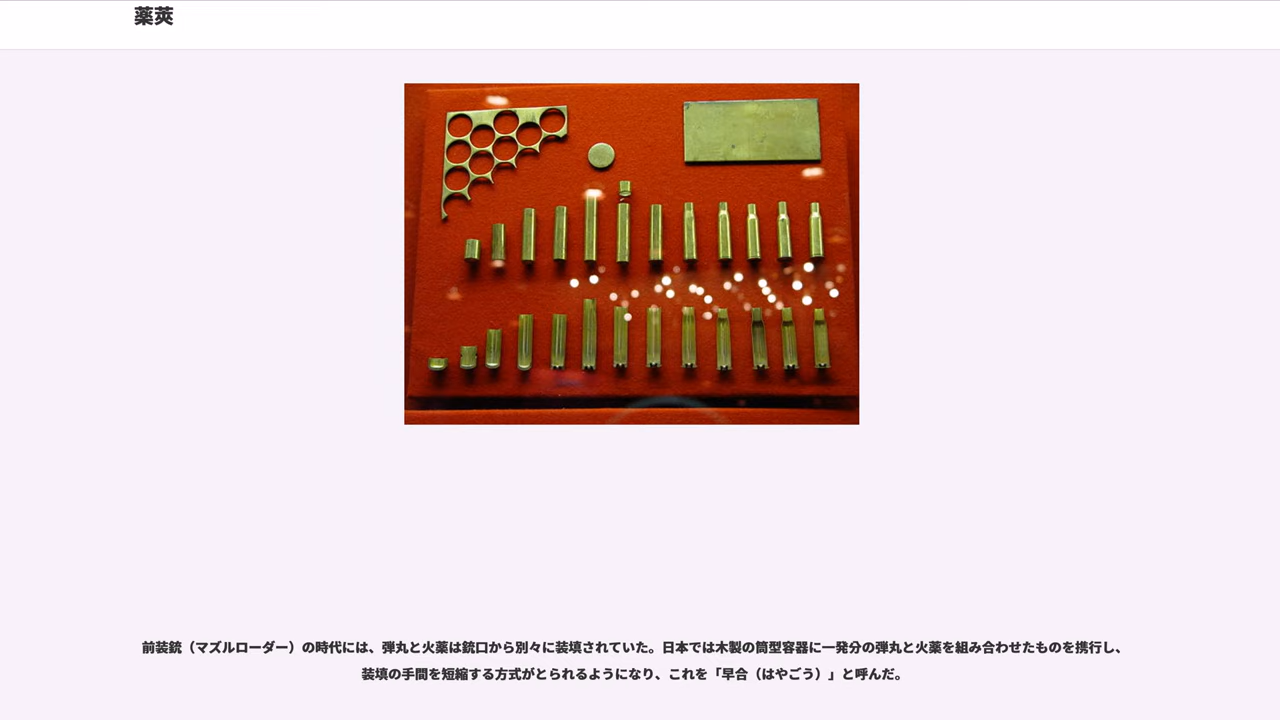 薬莢
前装銃（マズルローダー）の時代には、弾丸と火薬は銃口から別々に装填されていた。日本では木製の筒型容器に一発分の弾丸と火薬を組み合わせたものを携行し、
装填の手間を短縮する方式がとられるようになり、これを「早合（はやごう）」と呼んだ。